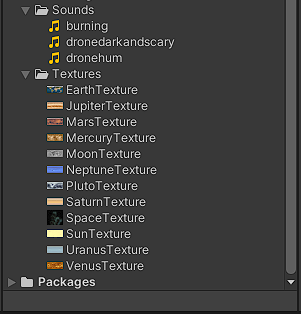 Sounds
burning
dronedarkandscary
dronehum
Textures
EarthTexture
JupiterTexture
MarsTexture
MercuryTexture
MoonTexture
NeptuneTexture
PlutoTexture
SaturnTexture
SpaceTexture
SunTexture
UranusTexture
VenusTexture
Packages